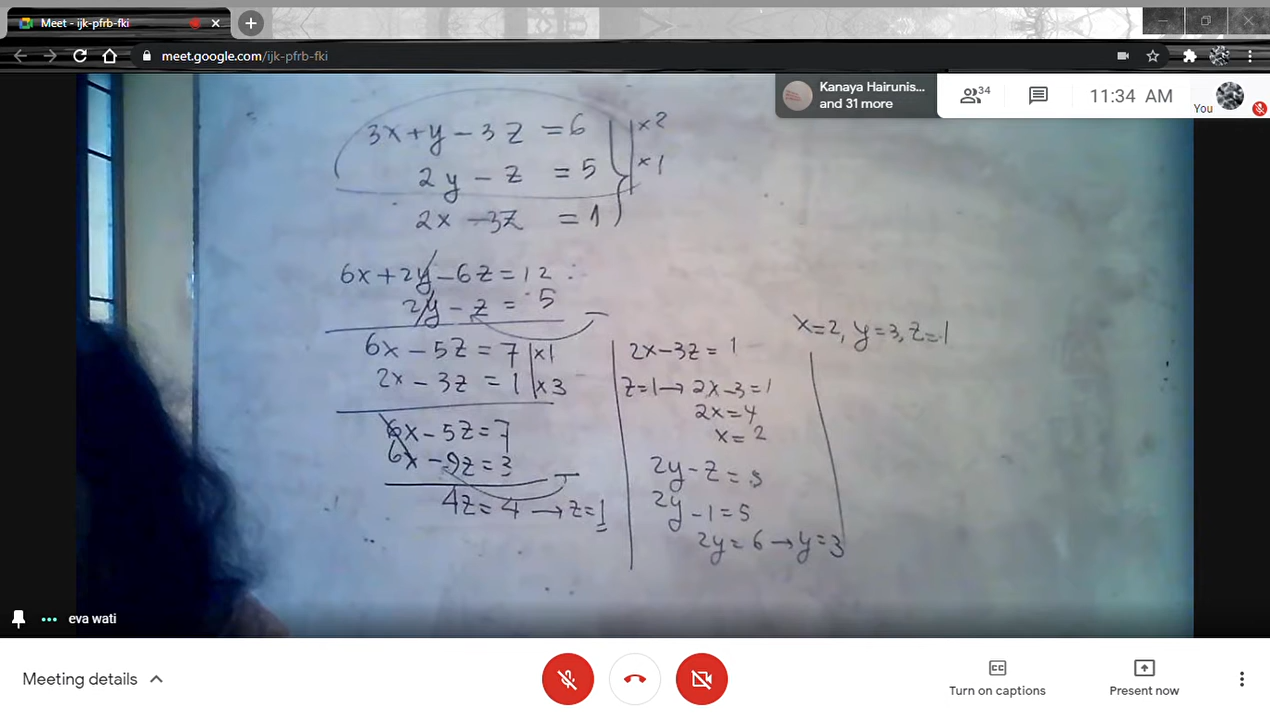 Meet - ijk-pfrb-fki
meet.google.com/ijk-pfrb-fki
Kanaya Hairunis...
and 31 more
34
11:34 AM
You
3x+y-3z=6 x2
2y-z=5 x1
2x-3z=1
6x+2y-6z=12
2y-z=5
6x-5z=7 x1
2x-3z=1 x3
6x-5z=7
6x-9z=3
4z=4→z=1
2x-3z=1
z=1→2x-3=1
2x=4
x=2
2y-z=5
2y-1=5
2y=6→y=3
x=2, y=3, z=1
eva wati
Meeting details
Turn on captions
Present now